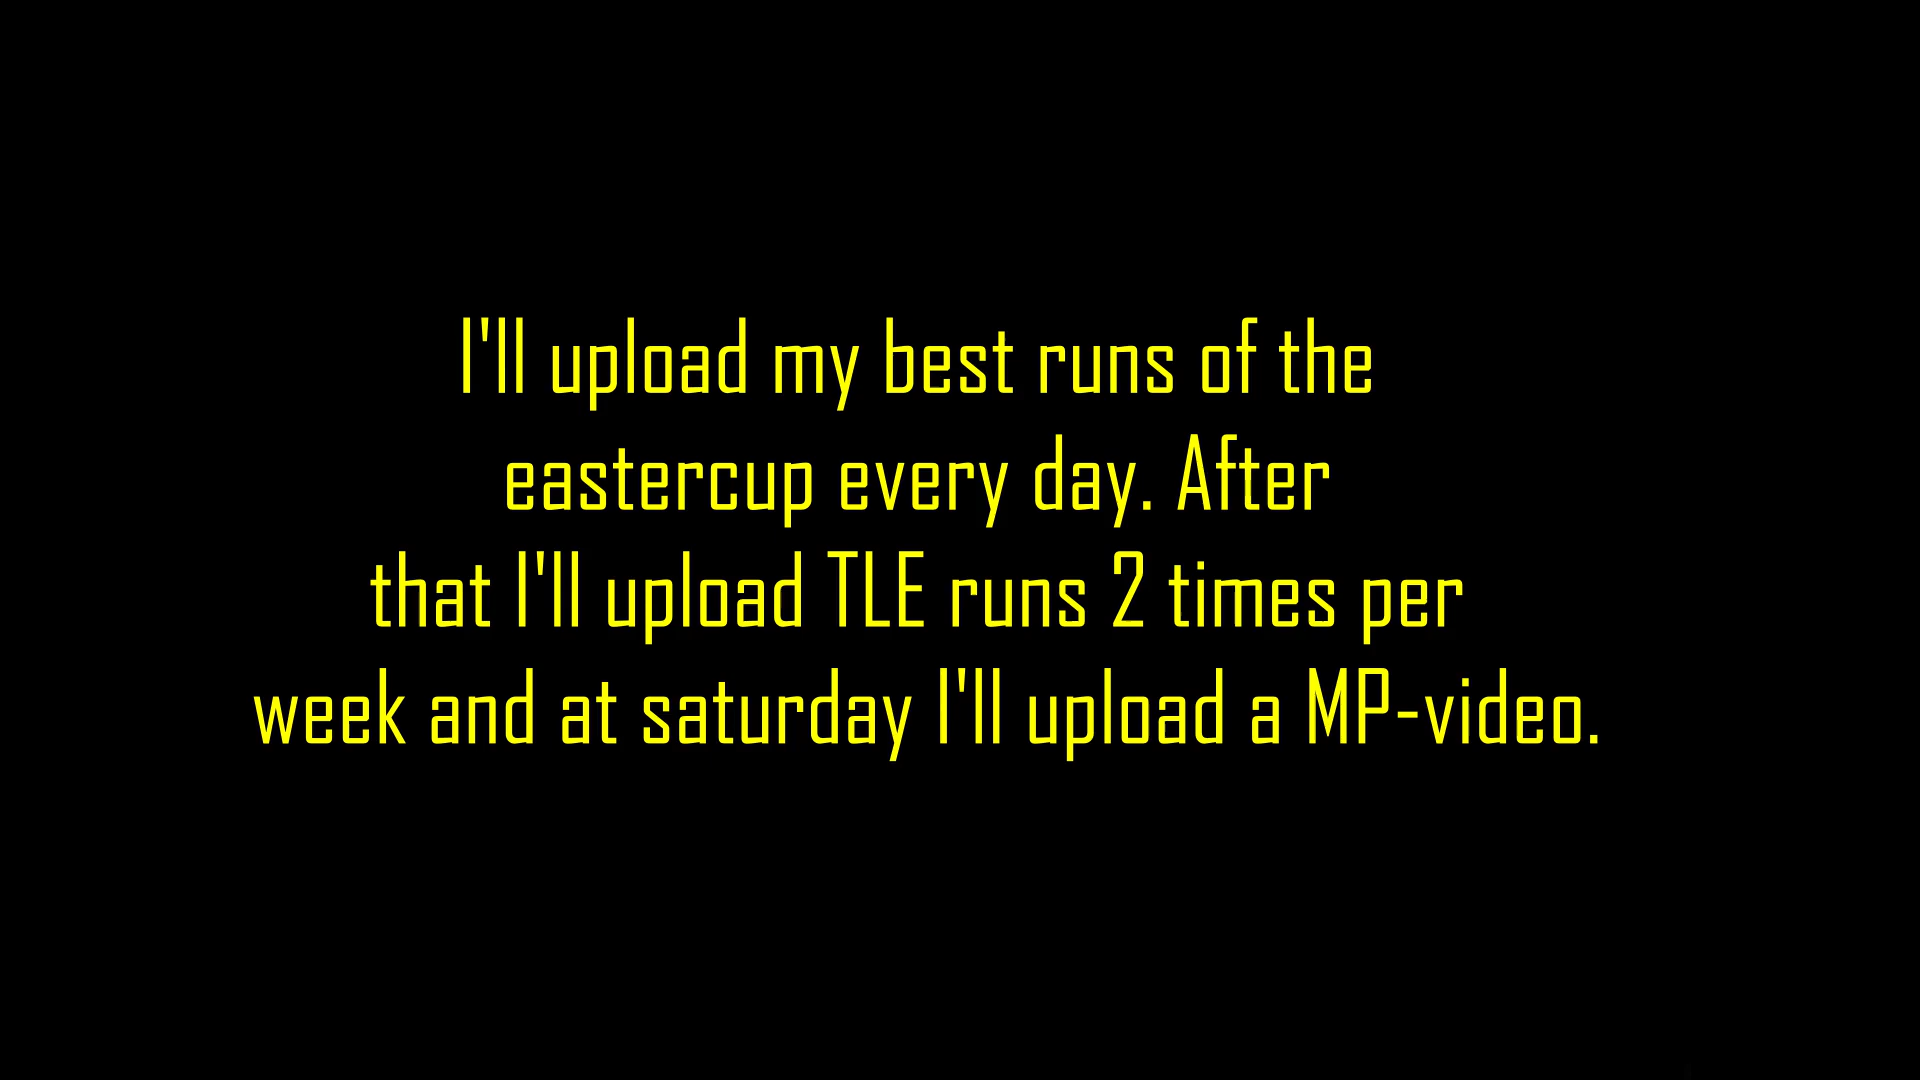 I'll upload my best runs of the
eastercup every day. After
that I'll upload TLE runs 2 times per
week and at saturday I'll upload a MP-video.